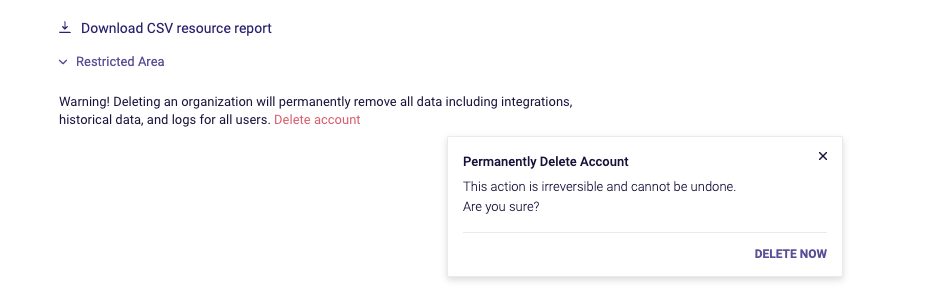 Download CSV resource report
Restricted Area
Warning! Deleting an organization will permanently remove all data including integrations,
historical data, and logs for all users. Delete account
Permanently Delete Account
This action is irreversible and cannot be undone.
Are you sure?
DELETE NOW